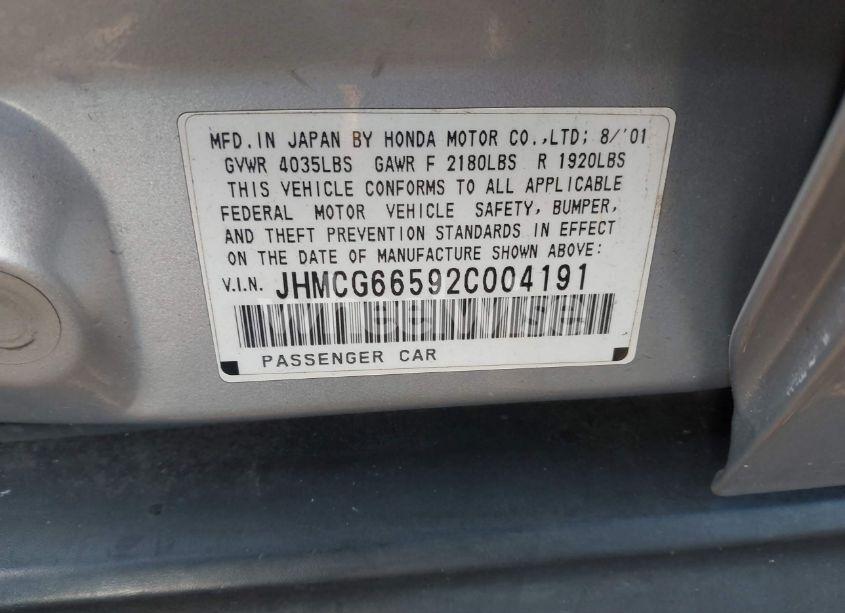 MFD.IN JAPAN BY HONDA MOTOR CO.,LTD; 8/'01
GVWR 4035LBS GAWR F 2180LBS R 1920LBS
THIS VEHICLE CONFORMS TO ALL APPLICABLE
FEDERAL MOTOR VEHICLE SAFETY, BUMPER,
AND THEFT PREVENTION STANDARDS IN EFFECT
ON THE DATE OF MANUFACTURE SHOWN ABOVE:
V.I.N. JHMCG66592C004191
PASSENGER CAR